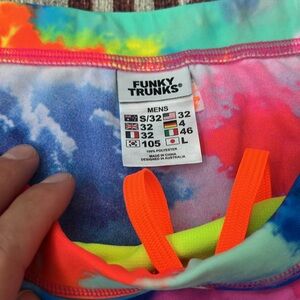 FUNKY
TRUNKS®
MENS
S/32 32
32 4
32 46
105 L
100% POLYESTER
MADE IN CHINA
DESIGNED IN AUSTRALIA